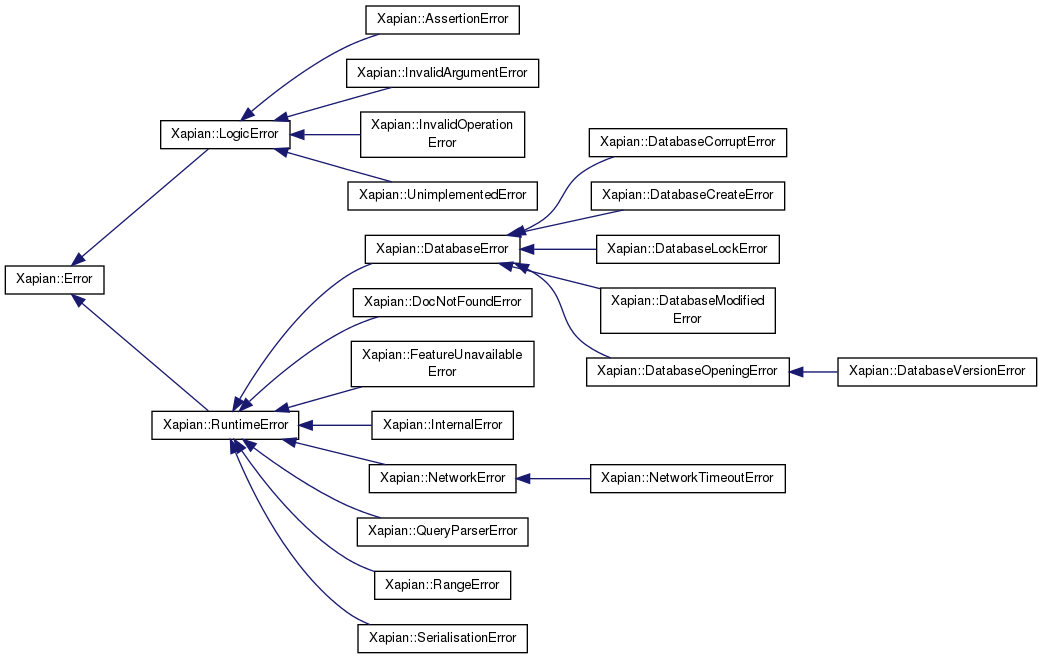 Xapian::AssertionError
Xapian::InvalidArgumentError
Xapian::LogicError
Xapian::InvalidOperation
Error
Xapian::DatabaseCorruptError
Xapian::UnimplementedError
Xapian::DatabaseCreateError
Xapian::DatabaseError
Xapian::DatabaseLockError
Xapian::Error
Xapian::DocNotFoundError
Xapian::DatabaseModified
Error
Xapian::FeatureUnavailable
Error
Xapian::DatabaseOpeningError
Xapian::DatabaseVersionError
Xapian::RuntimeError
Xapian::InternalError
Xapian::NetworkError
Xapian::NetworkTimeoutError
Xapian::QueryParserError
Xapian::RangeError
Xapian::SerialisationError